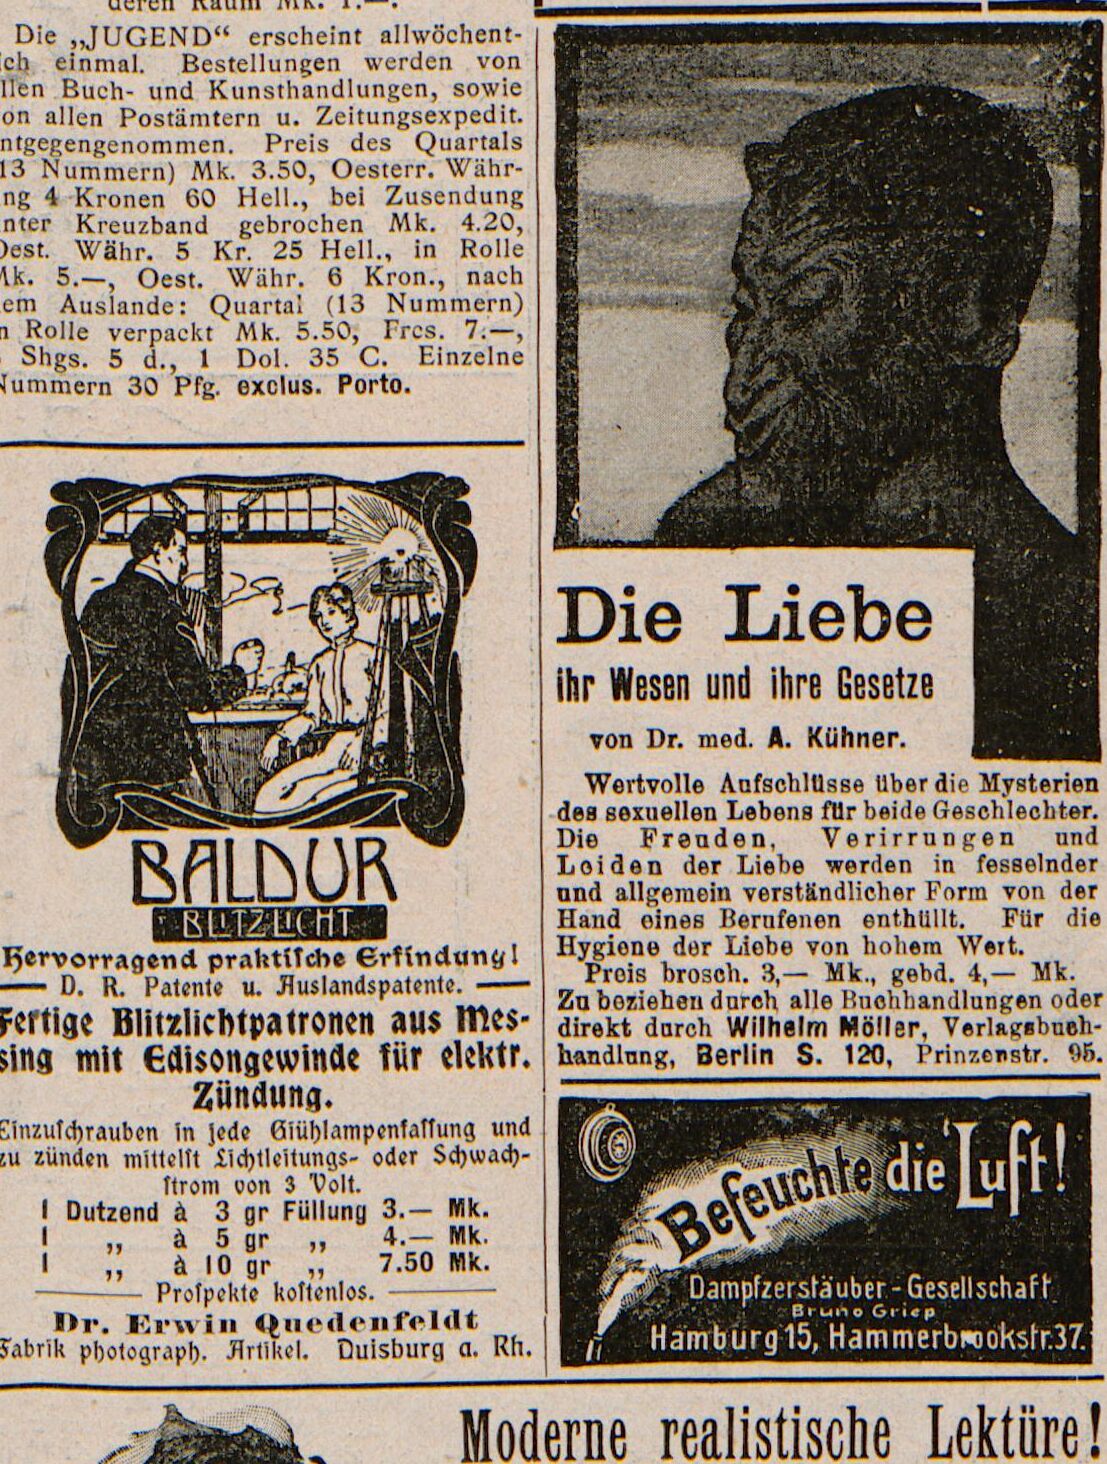 deren Raum Mk. 1.—.
Die „JUGEND“ erscheint allwöchent-
ich einmal. Bestellungen werden von
llen Buch- und Kunsthandlungen, sowie
on allen Postämtern u. Zeitungsexpedit.
ntgegengenommen. Preis des Quartals
13 Nummern) Mk. 3.50, Oesterr. Währ-
ng 4 Kronen 60 Hell., bei Zusendung
nter Kreuzband gebrochen Mk. 4.20,
Oest. Währ. 5 Kr. 25 Hell., in Rolle
Mk. 5.—, Oest. Währ. 6 Kron., nach
em Auslande: Quartal (13 Nummern)
n Rolle verpackt Mk. 5.50, Frcs. 7.—,
Shgs. 5 d., 1 Dol. 35 C. Einzelne
Nummern 30 Pfg. exclus. Porto.
BALDUR
BLITZLICHT
Hervorragend praktische Erfindung!
D. R. Patente u. Auslandspatente.
Fertige Blitzlichtpatronen aus Mes-
sing mit Edisongewinde für elektr.
Zündung.
Einzuschrauben in jede Glühlampenfassung und
zu zünden mittelst Lichtleitungs- oder Schwach-
strom von 3 Volt.
1 Dutzend à 3 gr Füllung 3.— Mk.
1 „ à 5 gr „ 4.— Mk.
1 „ à 10 gr „ 7.50 Mk.
Prospekte kostenlos.
Dr. Erwin Quedenfeldt
Fabrik photograph. Artikel. Duisburg a. Rh.
Die Liebe
ihr Wesen und ihre Gesetze
von Dr. med. A. Kühner.
Wertvolle Aufschlüsse über die Mysterien
des sexuellen Lebens für beide Geschlechter.
Die Freuden, Verirrungen und
Leiden der Liebe werden in fesselnder
und allgemein verständlicher Form von der
Hand eines Berufenen enthüllt. Für die
Hygiene der Liebe von hohem Wert.
Preis brosch. 3,— Mk., gebd. 4,— Mk.
Zu beziehen durch alle Buchhandlungen oder
direkt durch Wilhelm Möller, Verlagsbuch-
handlung, Berlin S. 120, Prinzenstr. 95.
Befeuchte die Luft!
Dampfzerstäuber-Gesellschaft
Bruno Griep
Hamburg 15, Hammerbrookstr. 37.
Moderne realistische Lektüre!